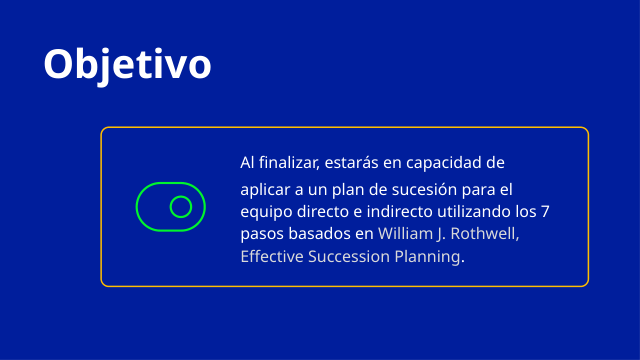 Objetivo
Al finalizar, estarás en capacidad de
aplicar a un plan de sucesión para el
equipo directo e indirecto utilizando los 7
pasos basados en William J. Rothwell,
Effective Succession Planning.